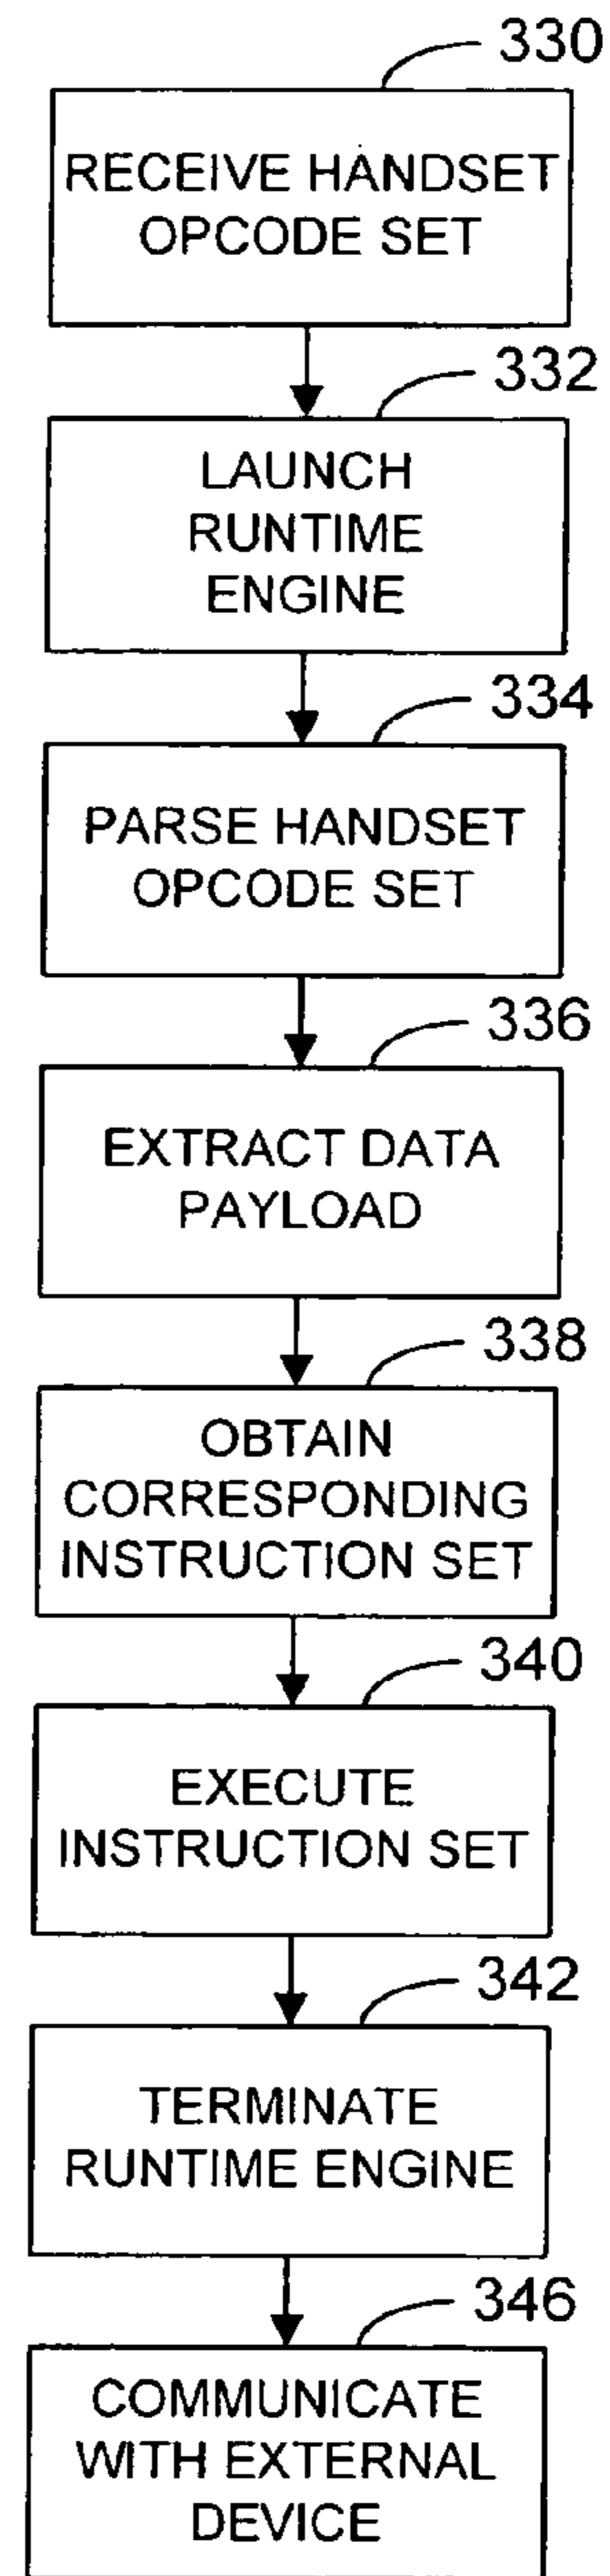 330
RECEIVE HANDSET
OPCODE SET
332
LAUNCH
RUNTIME
ENGINE
334
PARSE HANDSET
OPCODE SET
336
EXTRACT DATA
PAYLOAD
338
OBTAIN
CORRESPONDING
INSTRUCTION SET
340
EXECUTE
INSTRUCTION SET
342
TERMINATE
RUNTIME ENGINE
346
COMMUNICATE
WITH EXTERNAL
DEVICE